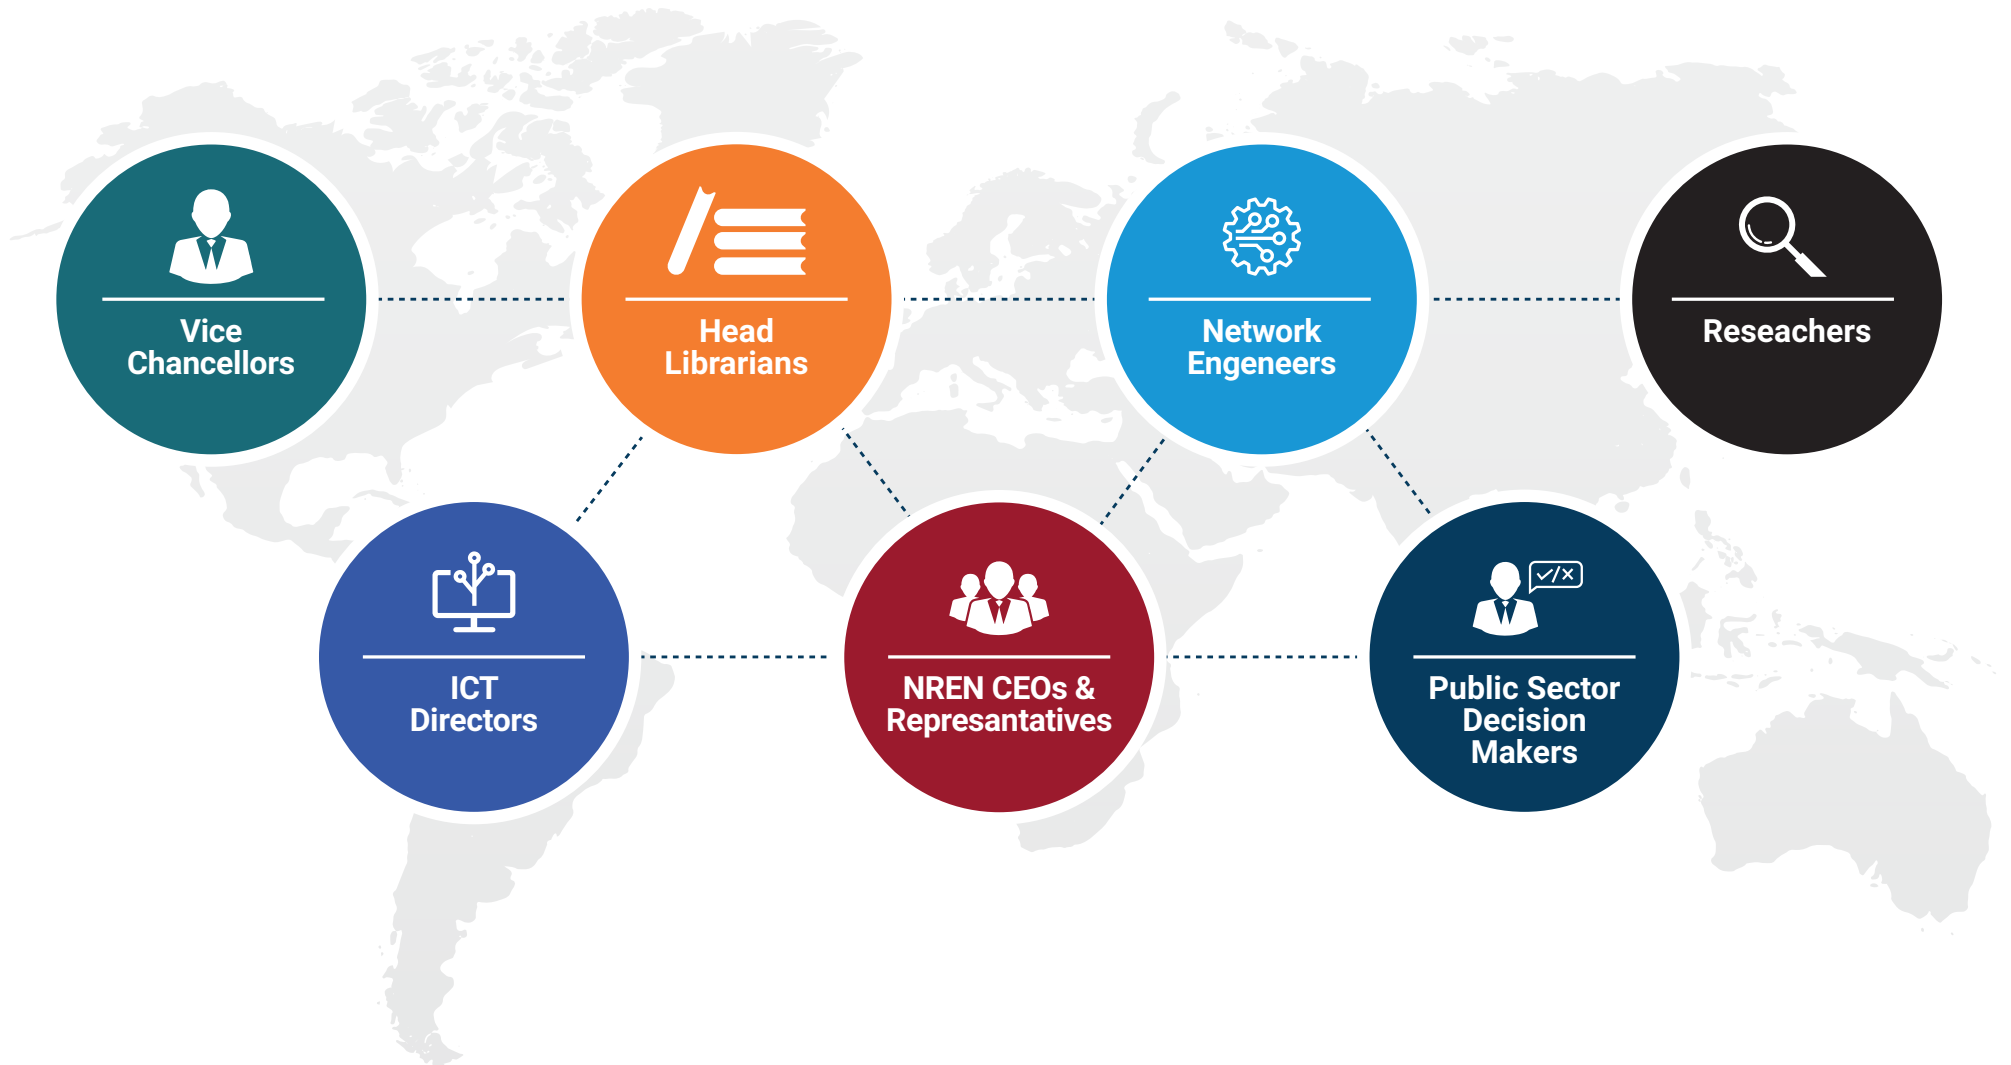 Vice
Chancellors
Head
Librarians
Network
Engeneers
Reseachers
ICT
Directors
NREN CEOs &
Represantatives
Public Sector
Decision
Makers